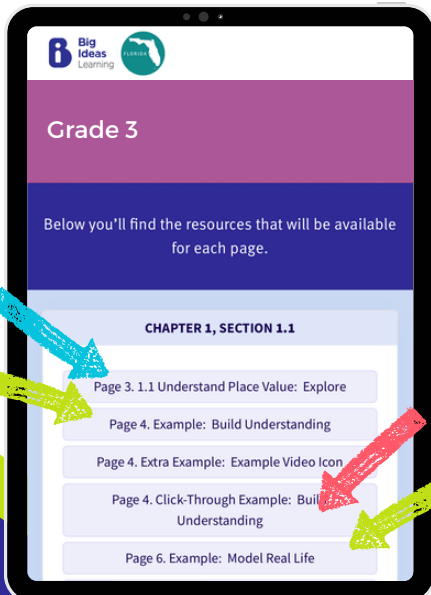 Big
Ideas
Learning
FLORIDA
Grade 3
Below you'll find the resources that will be available
for each page.
CHAPTER 1, SECTION 1.1
Page 3. 1.1 Understand Place Value: Explore
Page 4. Example: Build Understanding
Page 4. Extra Example: Example Video Icon
Page 4. Click-Through Example:
Understanding
Page 6. Example: Model Real Life